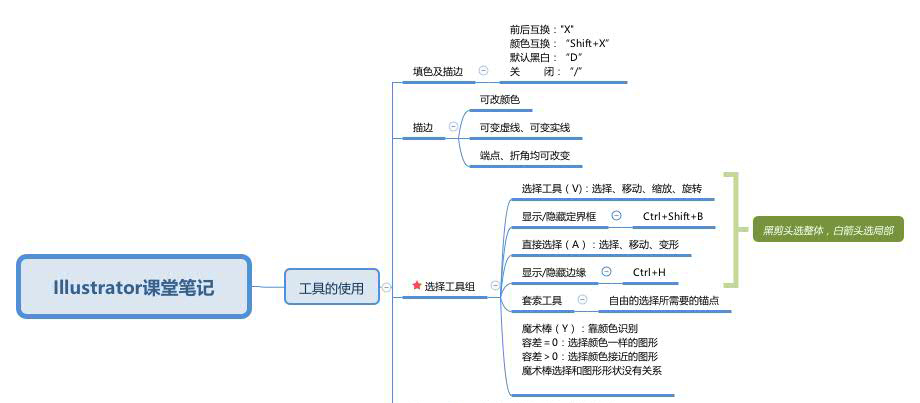 前后互换："X"
颜色互换：“Shift+X”
默认黑白：“D”
关 闭：“/”
填色及描边
可改颜色
描边
可变虚线、可变实线
端点、折角均可改变
选择工具（V)：选择、移动、缩放、旋转
显示/隐藏定界框
Ctrl+Shift+B
黑剪头选整体，白箭头选局部
直接选择（A）：选择、移动、变形
显示/隐藏边缘
Ctrl+H
Illustrator课堂笔记
工具的使用
选择工具组
套索工具
自由的选择所需要的锚点
魔术棒（Y）：靠颜色识别
容差＝0：选择颜色一样的图形
容差＞0：选择颜色接近的图形
魔术棒选择和图形形状没有关系